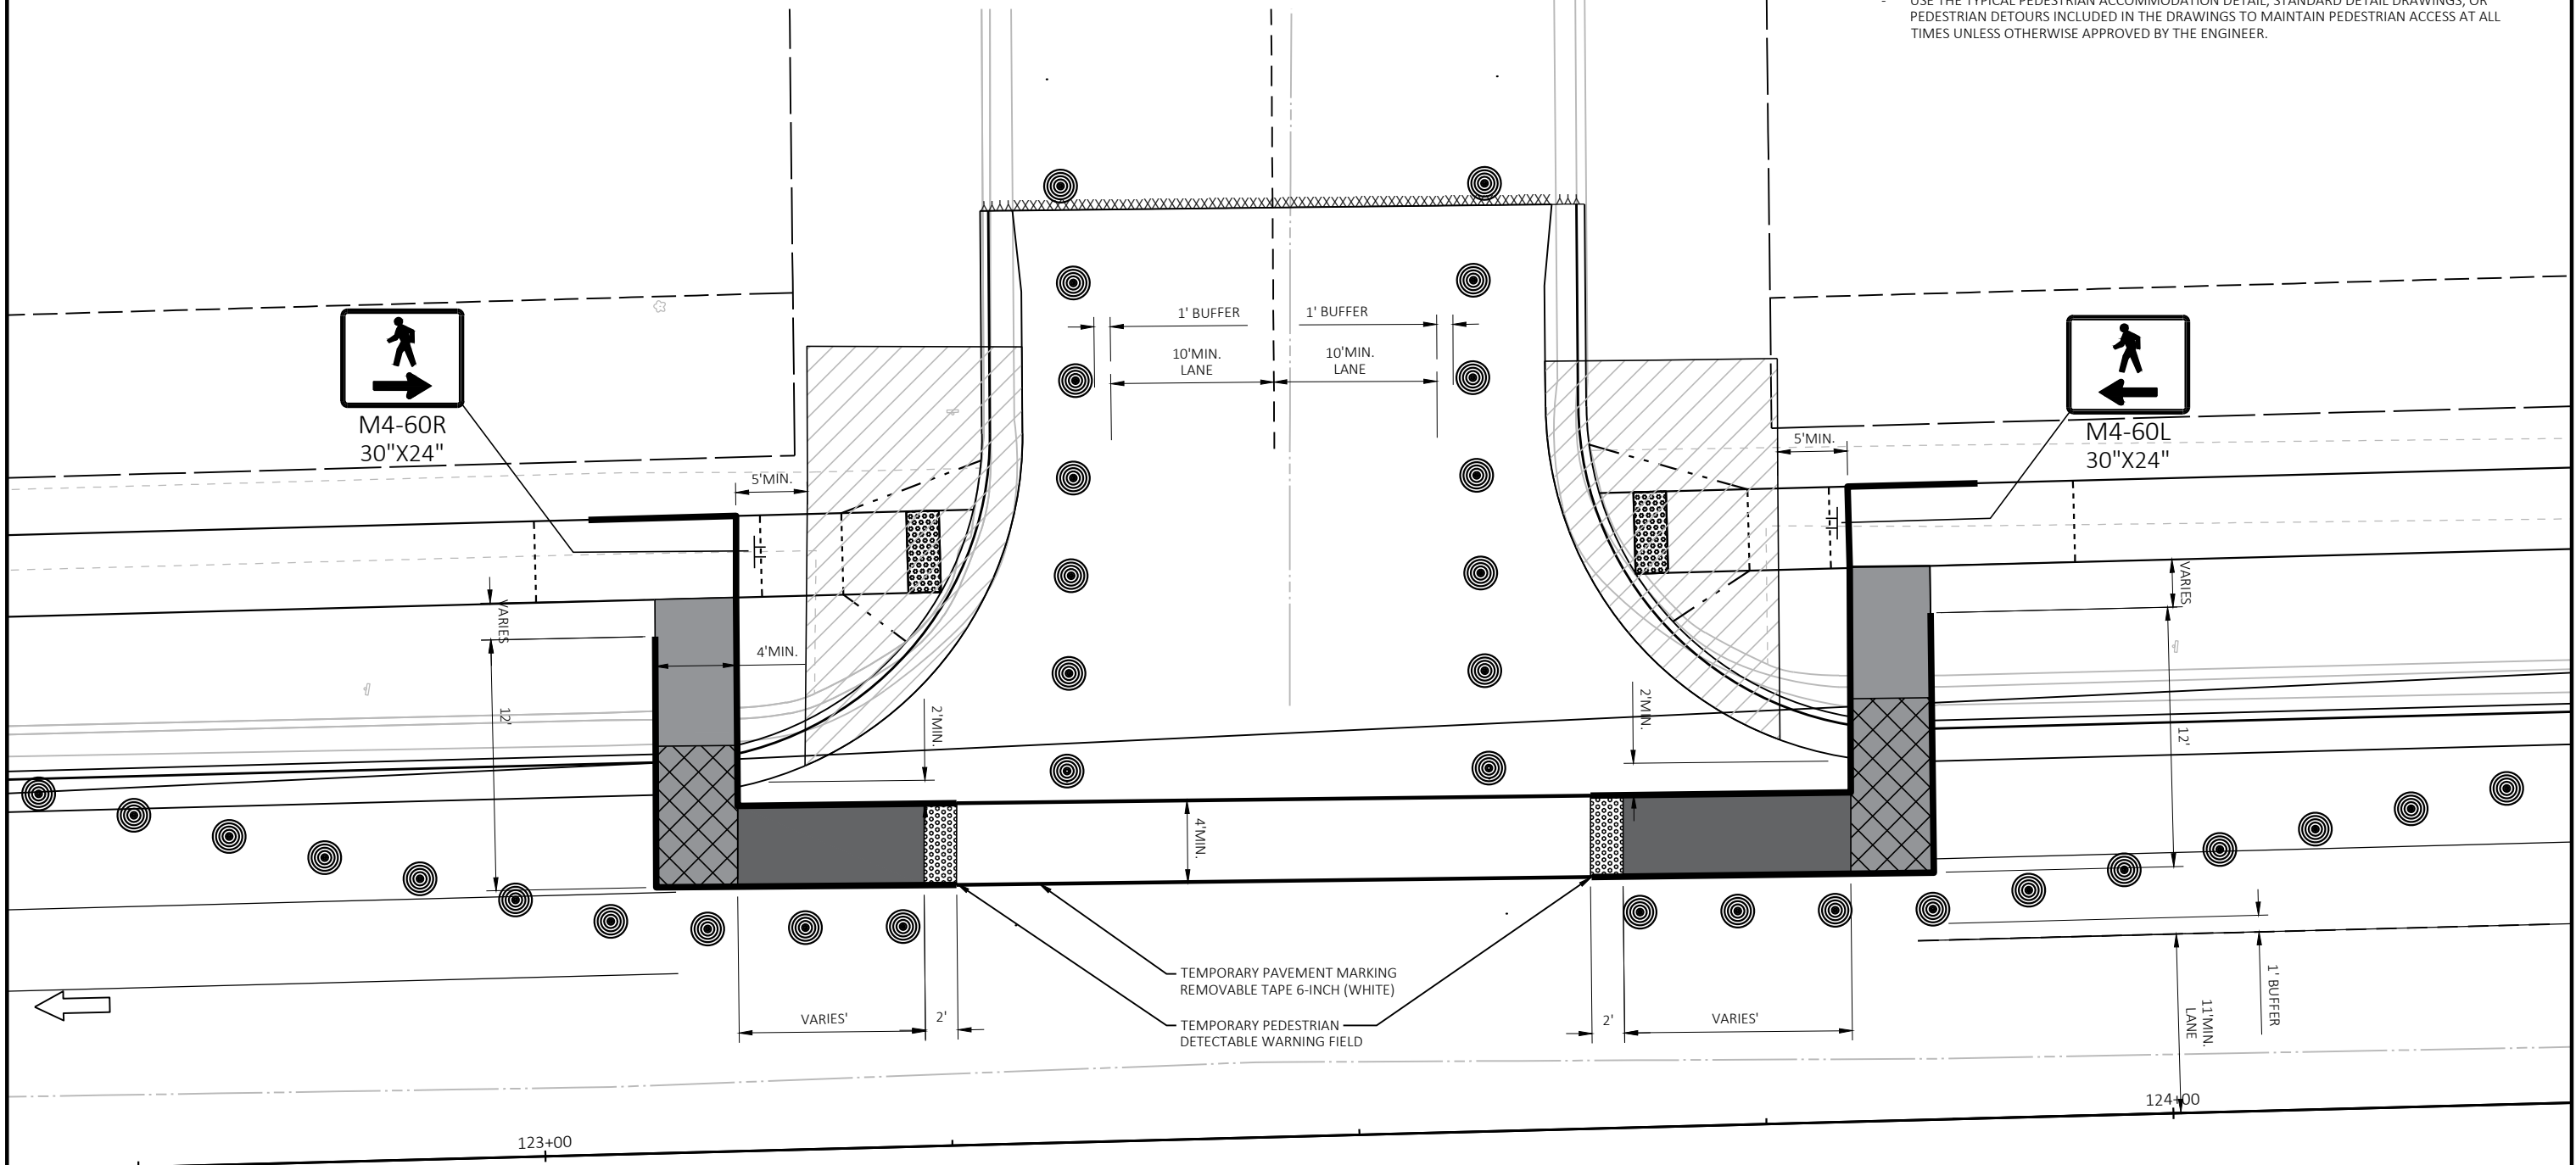 - USE THE TYPICAL PEDESTRIAN ACCOMMODATION DETAIL, STANDARD DETAIL DRAWINGS, OR
PEDESTRIAN DETOURS INCLUDED IN THE DRAWINGS TO MAINTAIN PEDESTRIAN ACCESS AT ALL
TIMES UNLESS OTHERWISE APPROVED BY THE ENGINEER.
1' BUFFER
1' BUFFER
10'MIN.
LANE
10'MIN.
LANE
M4-60R
30"X24"
M4-60L
30"X24"
5'MIN.
5'MIN.
VARIES
VARIES
4'MIN.
12'
2'MIN.
2'MIN.
12'
4'MIN.
TEMPORARY PAVEMENT MARKING
REMOVABLE TAPE 6-INCH (WHITE)
TEMPORARY PEDESTRIAN
DETECTABLE WARNING FIELD
VARIES'
2'
2'
VARIES'
11'MIN.
LANE
1' BUFFER
123+00
124+00